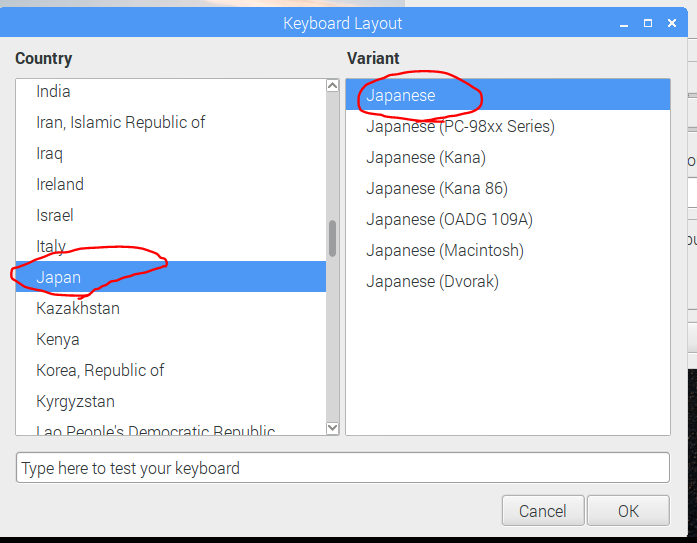 Keyboard Layout
Country
Variant
India
Iran, Islamic Republic of
Iraq
Ireland
Israel
Italy
Japan
Kazakhstan
Kenya
Korea, Republic of
Kyrgyzstan
Lao People's Democratic Republic
Japanese
Japanese (PC-98xx Series)
Japanese (Kana)
Japanese (Kana 86)
Japanese (OADG 109A)
Japanese (Macintosh)
Japanese (Dvorak)
Type here to test your keyboard
Cancel
OK